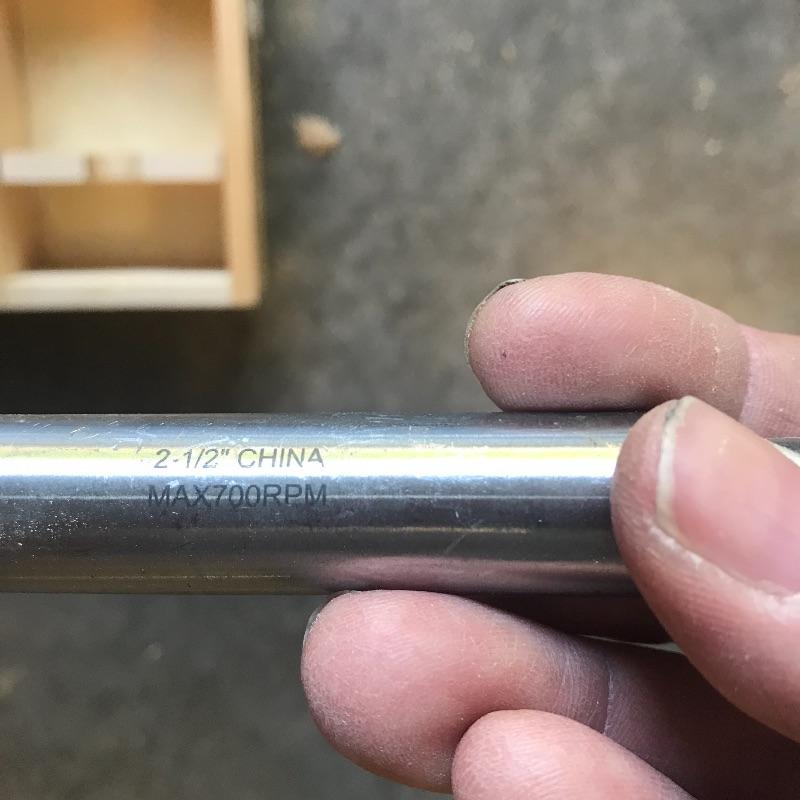 2-1/2" CHINA
MAX700RPM